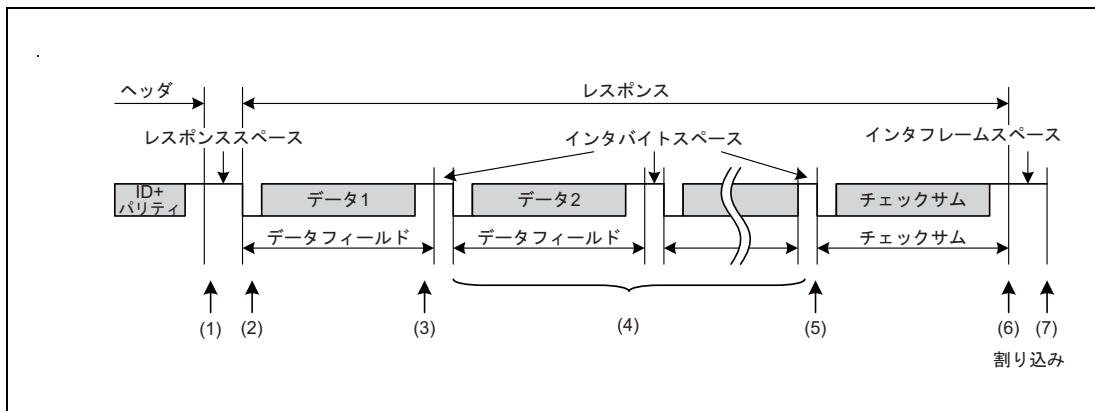 ヘッダ
レスポンス
レスポンススペース
インタバイトスペース
インタフレームスペース
ID+
パリティ
データ1
データ2
チェックサム
データフィールド
データフィールド
チェックサム
(1)
(2)
(3)
(4)
(5)
(6)
(7)
割り込み